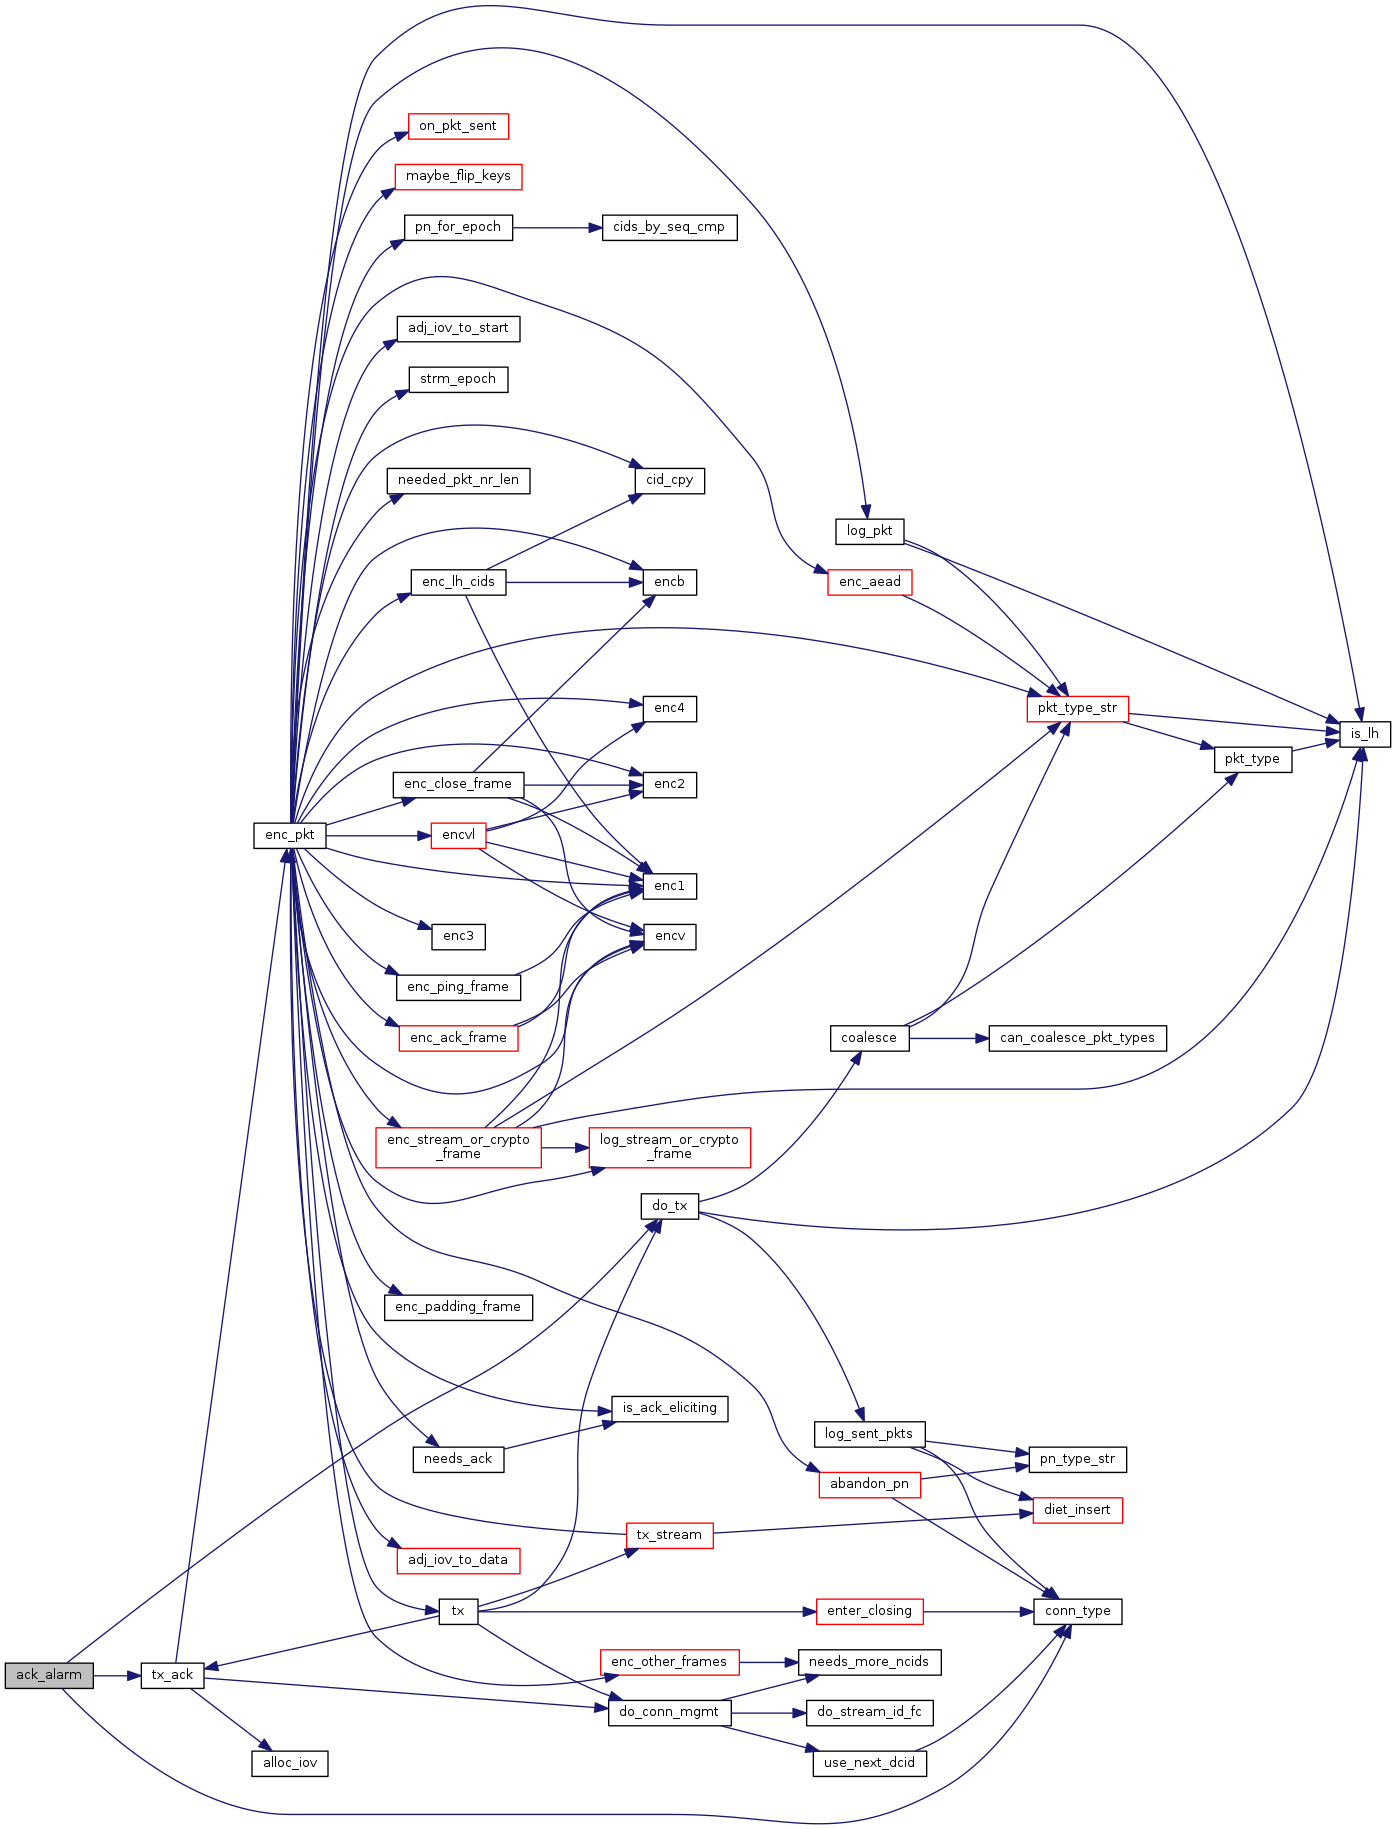 on_pkt_sent
maybe_flip_keys
pn_for_epoch
cids_by_seq_cmp
adj_iov_to_start
strm_epoch
needed_pkt_nr_len
cid_cpy
log_pkt
enc_lh_cids
encb
enc_aead
enc4
pkt_type_str
is_lh
pkt_type
enc_close_frame
enc2
enc_pkt
encvl
enc1
enc3
encv
enc_ping_frame
enc_ack_frame
coalesce
can_coalesce_pkt_types
enc_stream_or_crypto
_frame
log_stream_or_crypto
_frame
do_tx
enc_padding_frame
is_ack_eliciting
log_sent_pkts
needs_ack
pn_type_str
abandon_pn
diet_insert
tx_stream
adj_iov_to_data
tx
enter_closing
conn_type
ack_alarm
tx_ack
enc_other_frames
needs_more_ncids
do_conn_mgmt
do_stream_id_fc
alloc_iov
use_next_dcid